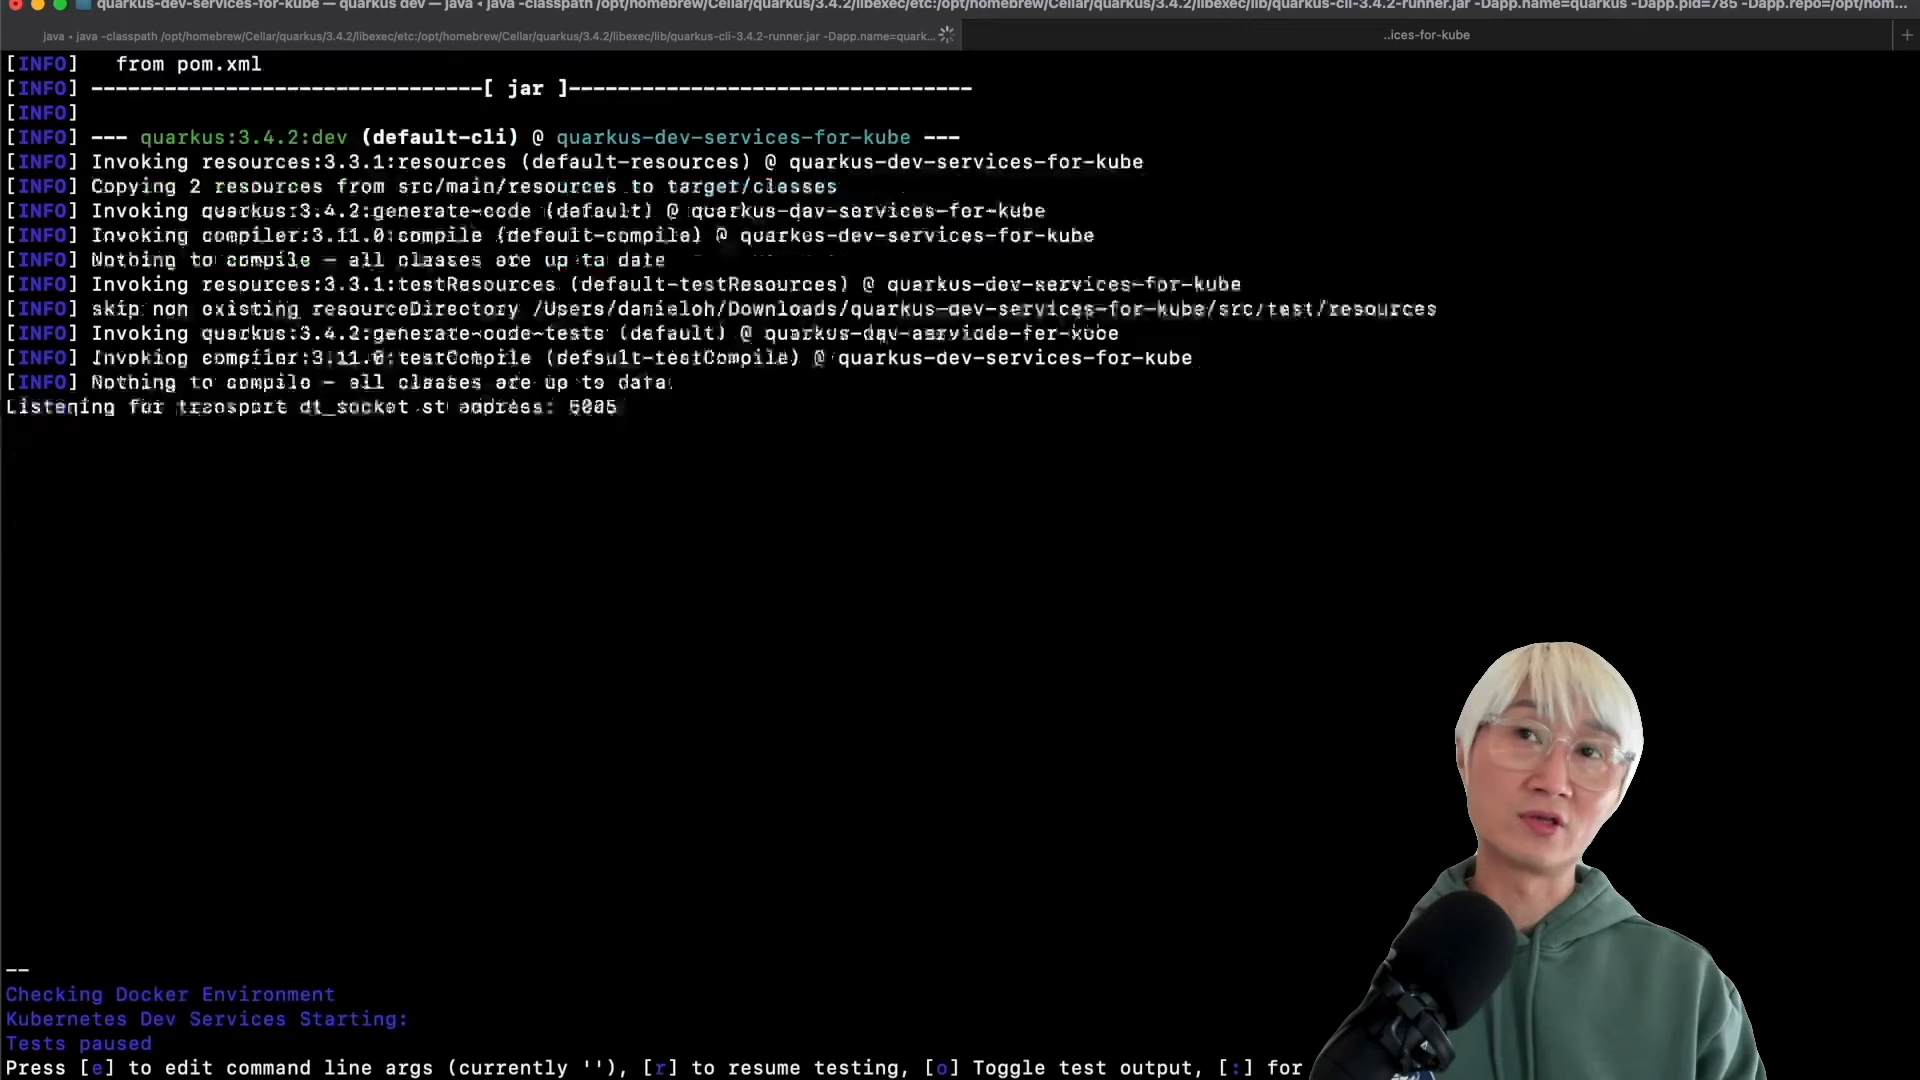 quarkus-dev-services-for-kube — quarkus dev — java ◂ java -classpath /opt/homebrew/Cellar/quarkus/3.4.2/libexec/etc:/opt/homebrew/Cellar/quarkus/3.4.2/libexec/lib/quarkus-cli-3.4.2-runner.jar -Dapp.name=quarkus -Dapp.pid=785 -Dapp.repo=/opt/hom...
java ◂ java -classpath /opt/homebrew/Cellar/quarkus/3.4.2/libexec/etc:/opt/homebrew/Cellar/quarkus/3.4.2/libexec/lib/quarkus-cli-3.4.2-runner.jar -Dapp.name=quark...
..ices-for-kube
[INFO]   from pom.xml
[INFO] --------------------------------[ jar ]---------------------------------
[INFO]
[INFO] --- quarkus:3.4.2:dev (default-cli) @ quarkus-dev-services-for-kube ---
[INFO] Invoking resources:3.3.1:resources (default-resources) @ quarkus-dev-services-for-kube
[INFO] Copying 2 resources from src/main/resources to target/classes
[INFO] Invoking quarkus:3.4.2:generate-code (default) @ quarkus-dev-services-for-kube
[INFO] Invoking compiler:3.11.0:compile (default-compile) @ quarkus-dev-services-for-kube
[INFO] Nothing to compile - all classes are up to date
[INFO] Invoking resources:3.3.1:testResources (default-testResources) @ quarkus-dev-services-for-kube
[INFO] skip non existing resourceDirectory /Users/danieloh/Downloads/quarkus-dev-services-for-kube/src/test/resources
[INFO] Invoking quarkus:3.4.2:generate-code-tests (default) @ quarkus-dev-services-for-kube
[INFO] Invoking compiler:3.11.0:testCompile (default-testCompile) @ quarkus-dev-services-for-kube
[INFO] Nothing to compile - all classes are up to date
Listening for transport dt_socket at address: 5005
--
Checking Docker Environment
Kubernetes Dev Services Starting:
Tests paused
Press [e] to edit command line args (currently ''), [r] to resume testing, [o] Toggle test output, [:] for